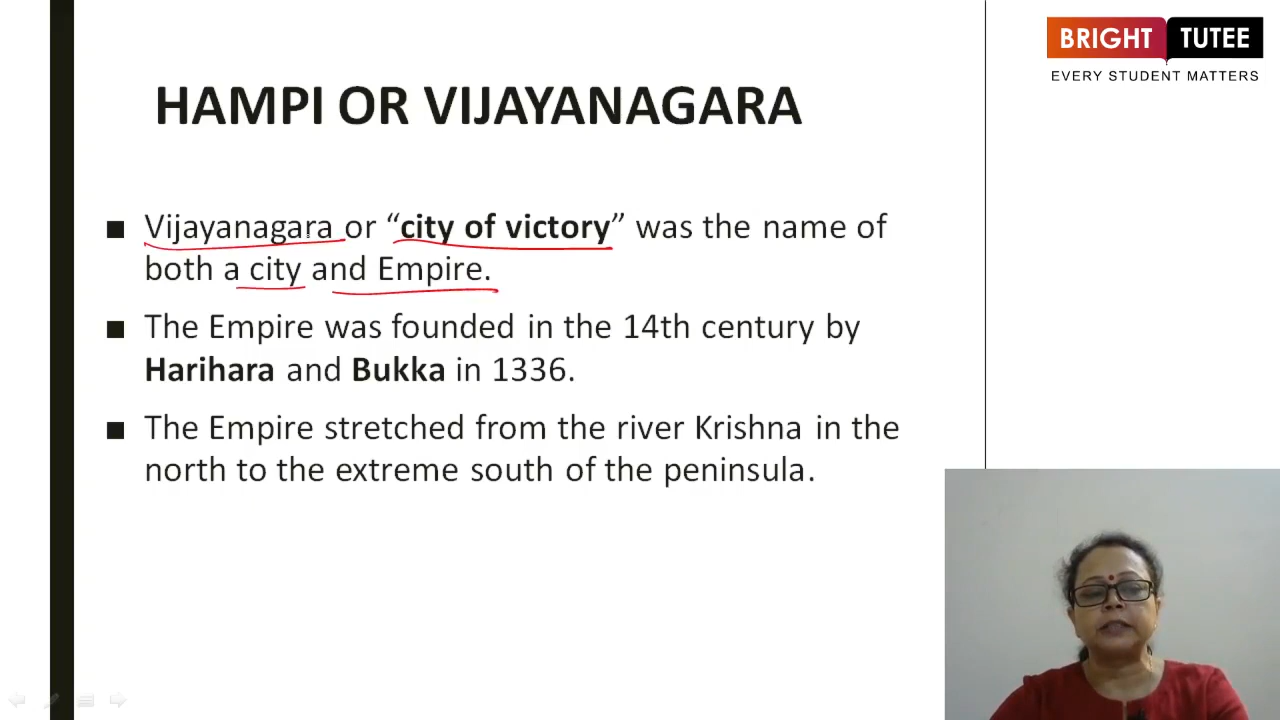 BRIGHT TUTEE
EVERY STUDENT MATTERS
HAMPI OR VIJAYANAGARA
Vijayanagara or “city of victory” was the name of
both a city and Empire.
The Empire was founded in the 14th century by
Harihara and Bukka in 1336.
The Empire stretched from the river Krishna in the
north to the extreme south of the peninsula.